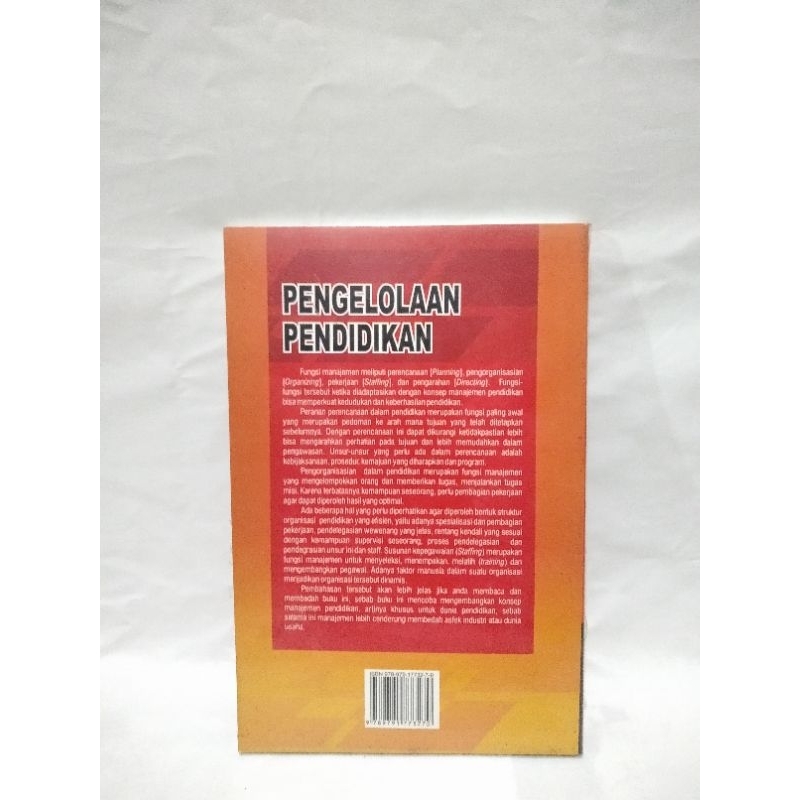 PENGELOLAAN
PENDIDIKAN
Fungsi manajemen meliputi perencanaan [Planning], pengorganisasian
[Organizing], pekerjaan [Staffing], dan pengarahan [Directing]. Fungsi-
fungsi tersebut ketika diadaptasikan dengan konsep manajemen pendidikan
bisa memperkuat kedudukan dan keberhasilan pendidikan.
Peranan perencanaan dalam pendidikan merupakan fungsi paling awal
yang merupakan pedoman ke arah mana tujuan yang telah ditetapkan
sebelumnya. Dengan perencanaan ini dapat dikurangi ketidakpastian lebih
bisa mengarahkan perhatian pada tujuan dan lebih memudahkan dalam
pengawasan. Unsur-unsur yang perlu ada dalam perencanaan adalah
kebijaksanaan, prosedur, kemajuan yang diharapkan dan program.
Pengorganisasian dalam pendidikan merupakan fungsi manajemen
yang mengelompokkan orang dan memberikan tugas, menjalankan tugas
misi. Karena terbatasnya kemampuan seseorang, perlu pembagian pekerjaan
agar dapat diperoleh hasil yang optimal.
Ada beberapa hal yang perlu diperhatikan agar diperoleh bentuk struktur
organisasi pendidikan yang efisien, yaitu adanya spesialisasi dan pembagian
pekerjaan, pendelegasian wewenang yang jelas, rentang kendali yang sesuai
dengan kemampuan supervisi seseorang, proses pendelegasian dan
unsur ini dan staff. Susunan kepegawaian (Staffing) merupakan
fungsi manajemen untuk menyeleksi, menempatkan, melatih (training) dan
mengembangkan pegawai. Adanya faktor manusia dalam suatu organisasi
menjadikan organisasi tersebut dinamis.
Pembahasan tersebut akan lebih jelas jika anda membaca dan
membedah buku ini, sebab buku ini mencoba mengembangkan konsep
manajemen pendidikan, artinya khusus untuk dunia pendidikan, sebab
selama ini manajemen lebih cenderung membedah aspek industri atau dunia
usaha.